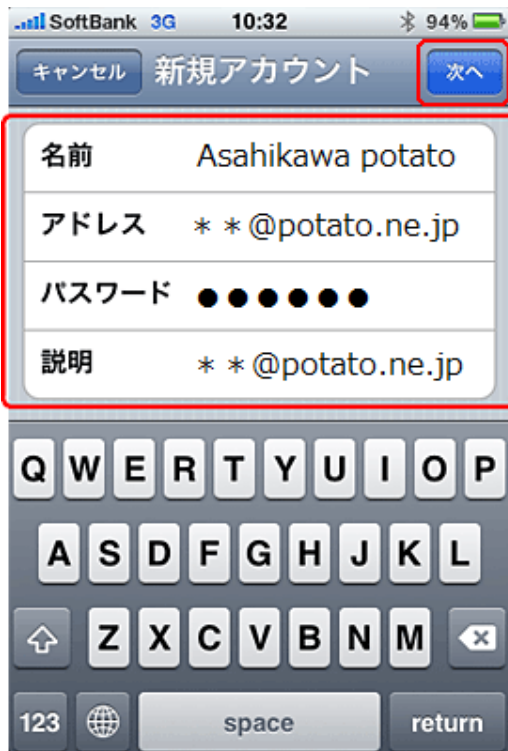 SoftBank 3G 10:32 94%
キャンセル 新規アカウント 次へ
名前 Asahikawa potato
アドレス ＊＊@potato.ne.jp
パスワード ●●●●●●
説明 ＊＊@potato.ne.jp
Q W E R T Y U I O P
A S D F G H J K L
Z X C V B N M
123 space return